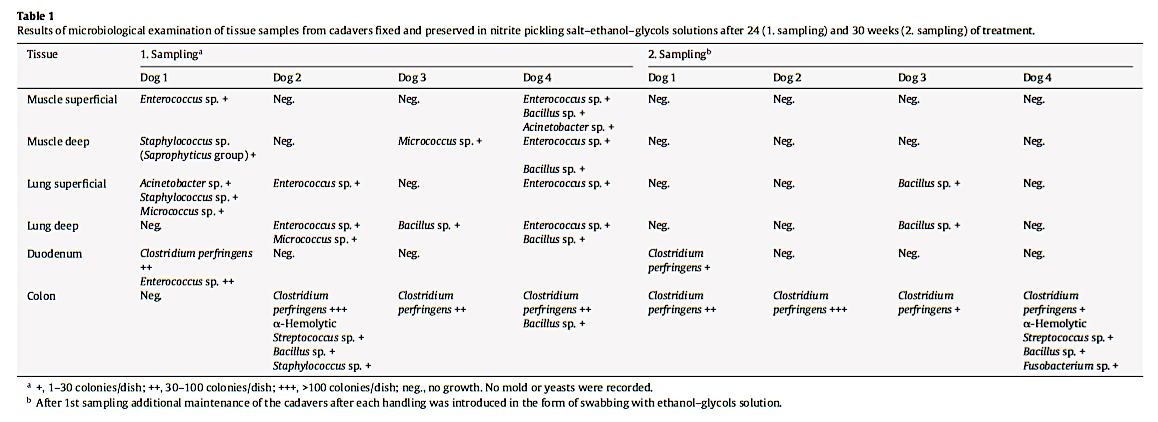 Table 1
Results of microbiological examination of tissue samples from cadavers fixed and preserved in nitrite pickling salt–ethanol–glycols solutions after 24 (1. sampling) and 30 weeks (2. sampling) of treatment.
Tissue 1. Samplingᵃ 2. Samplingᵇ
Dog 1 Dog 2 Dog 3 Dog 4 Dog 1 Dog 2 Dog 3 Dog 4
Muscle superficial Enterococcus sp. + Neg. Neg. Enterococcus sp. + Neg. Neg. Neg. Neg.
Bacillus sp. +
Acinetobacter sp. +
Muscle deep Staphylococcus sp. Neg. Micrococcus sp. + Enterococcus sp. + Neg. Neg. Neg. Neg.
(Saprophyticus group) +
Bacillus sp. +
Lung superficial Acinetobacter sp. + Enterococcus sp. + Neg. Enterococcus sp. + Neg. Neg. Bacillus sp. + Neg.
Staphylococcus sp. +
Micrococcus sp. +
Lung deep Neg. Enterococcus sp. + Bacillus sp. + Enterococcus sp. + Neg. Neg. Bacillus sp. + Neg.
Micrococcus sp. + Bacillus sp. +
Duodenum Clostridium perfringens Neg. Neg. Clostridium Neg. Neg. Neg.
++ perfringens +
Enterococcus sp. ++
Colon Neg. Clostridium Clostridium Clostridium Clostridium Clostridium Clostridium Clostridium
perfringens +++ perfringens ++ perfringens ++ perfringens ++ perfringens +++ perfringens + perfringens +
α-Hemolytic Bacillus sp. + α-Hemolytic
Streptococcus sp. + Streptococcus sp. +
Bacillus sp. + Bacillus sp. +
Staphylococcus sp. + Fusobacterium sp. +
ᵃ +, 1–30 colonies/dish; ++, 30–100 colonies/dish; +++, >100 colonies/dish; neg., no growth. No mold or yeasts were recorded.
ᵇ After 1st sampling additional maintenance of the cadavers after each handling was introduced in the form of swabbing with ethanol–glycols solution.